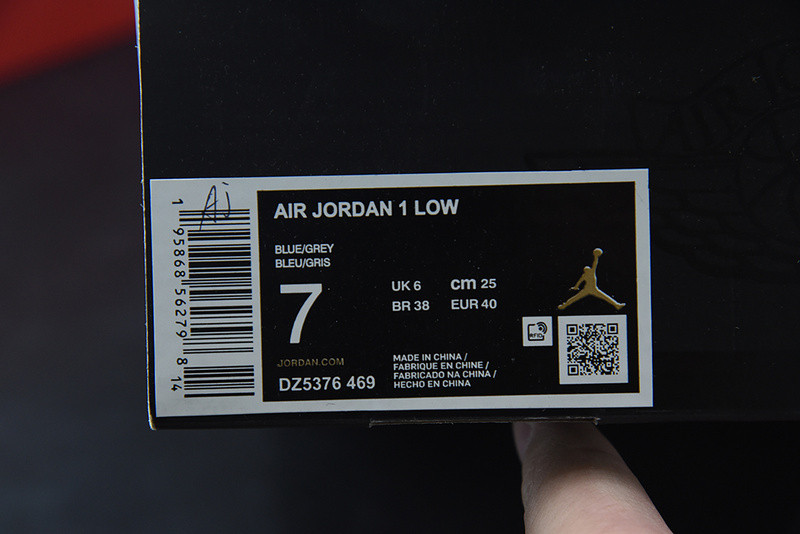 Aj
AIR JORDAN 1 LOW
BLUE/GREY
BLEU/GRIS
7
UK 6
cm 25
BR 38
EUR 40
JORDAN.COM
DZ5376 469
MADE IN CHINA /
FABRIQUE EN CHINE /
FABRICADO NA CHINA /
HECHO EN CHINA
RFID
1 95868 56279 8 14